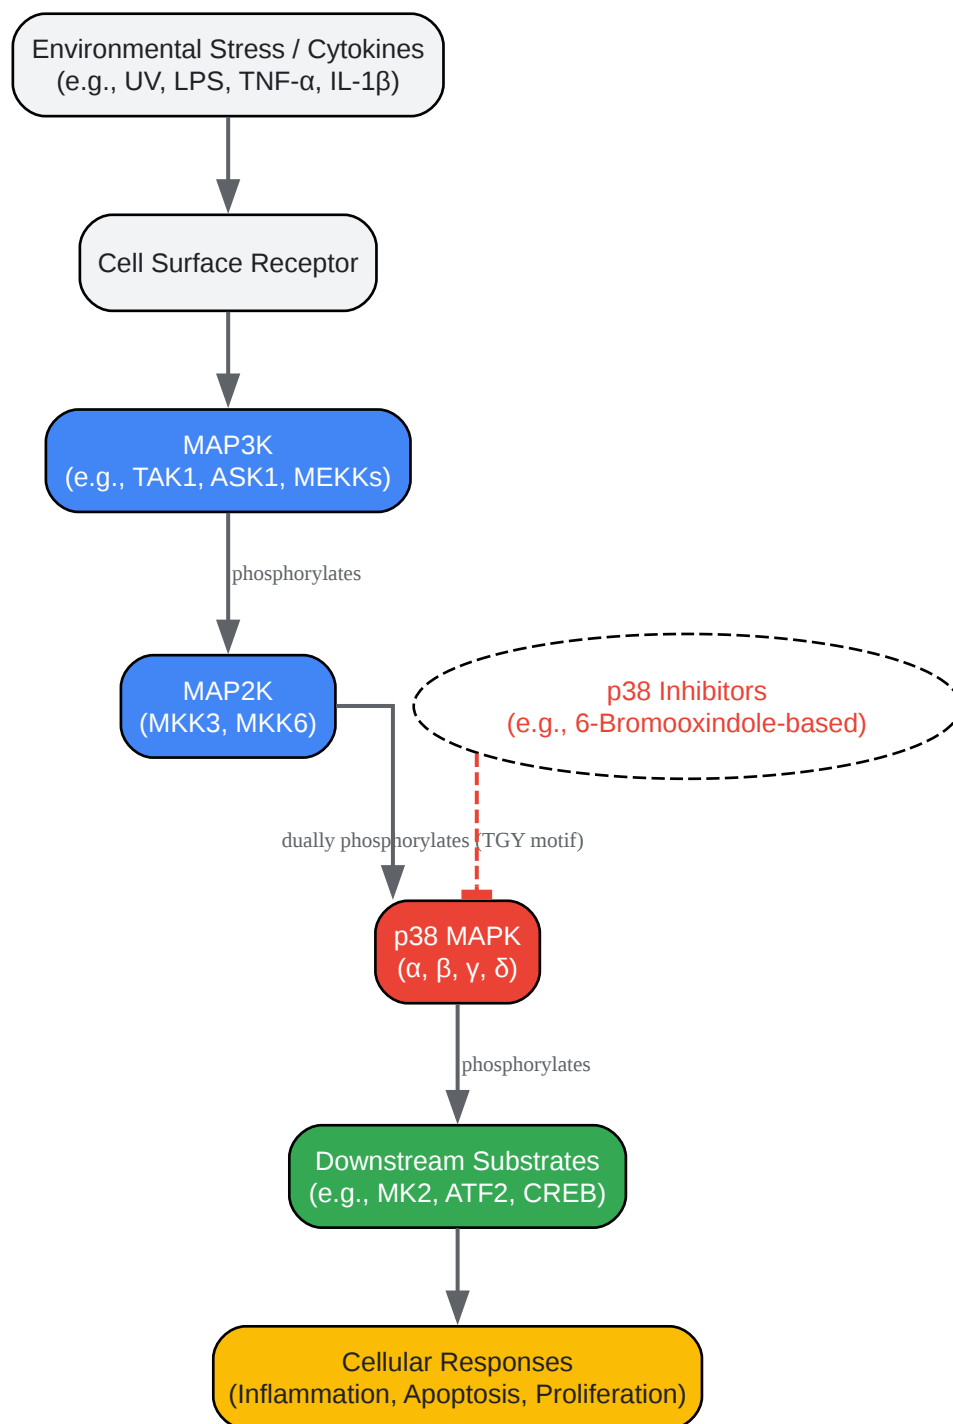 Environmental Stress / Cytokines
(e.g., UV, LPS, TNF-α, IL-1β)
Cell Surface Receptor
MAP3K
(e.g., TAK1, ASK1, MEKKs)
phosphorylates
MAP2K
(MKK3, MKK6)
p38 Inhibitors
(e.g., 6-Bromooxindole-based)
dually phosphorylates (TGY motif)
p38 MAPK
(α, β, γ, δ)
phosphorylates
Downstream Substrates
(e.g., MK2, ATF2, CREB)
Cellular Responses
(Inflammation, Apoptosis, Proliferation)